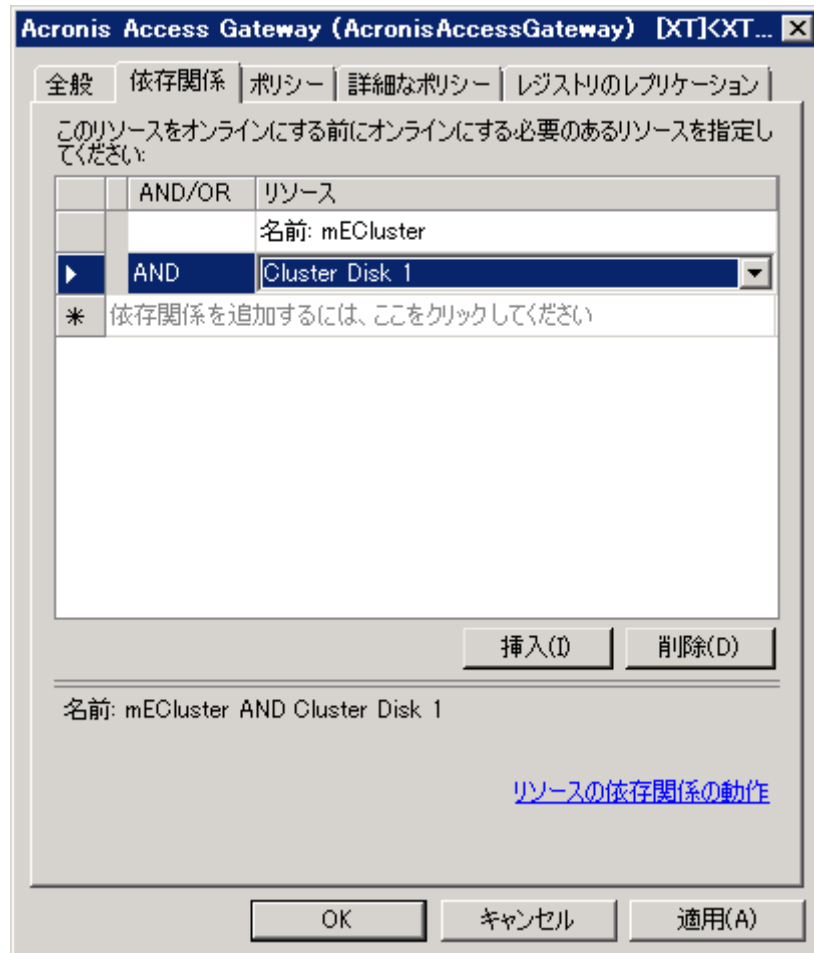 Acronis Access Gateway (AcronisAccessGateway) [XT]<XT...
全般 依存関係 ポリシー 詳細なポリシー レジストリのレプリケーション
このリソースをオンラインにする前にオンラインにする必要のあるリソースを指定し
てください:
AND/OR リソース
名前: mECluster
AND Cluster Disk 1
* 依存関係を追加するには、ここをクリックしてください
挿入(I) 削除(D)
名前: mECluster AND Cluster Disk 1
リソースの依存関係の動作
OK キャンセル 適用(A)